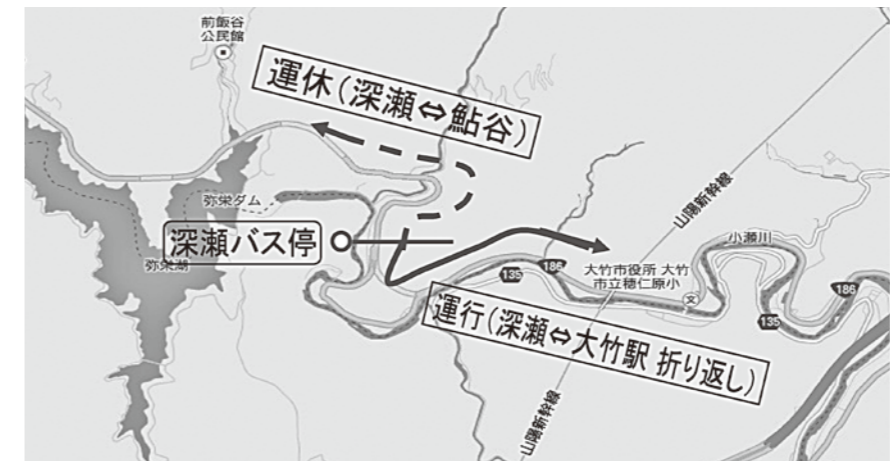 前飯谷
公民館
運休(深瀬⇔鮎谷)
弥栄ダム
深瀬バス停
弥栄湖
山陽新幹線
小瀬川
大竹市役所 大竹
市立穂仁原小
文
135
186
186
135
運行(深瀬⇔大竹駅 折り返し)
山陽新幹線